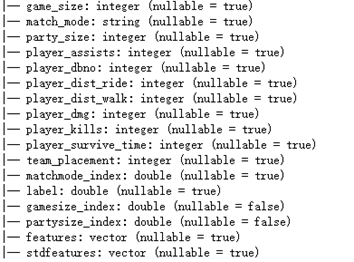 |— game_size: integer (nullable = true)
|— match_mode: string (nullable = true)
|— party_size: integer (nullable = true)
|— player_assists: integer (nullable = true)
|— player_dbno: integer (nullable = true)
|— player_dist_ride: integer (nullable = true)
|— player_dist_walk: integer (nullable = true)
|— player_dmg: integer (nullable = true)
|— player_kills: integer (nullable = true)
|— player_survive_time: integer (nullable = true)
|— team_placement: integer (nullable = true)
|— matchmode_index: double (nullable = true)
|— label: double (nullable = true)
|— gamesize_index: double (nullable = false)
|— partysize_index: double (nullable = false)
|— features: vector (nullable = true)
|— stdfeatures: vector (nullable = true)